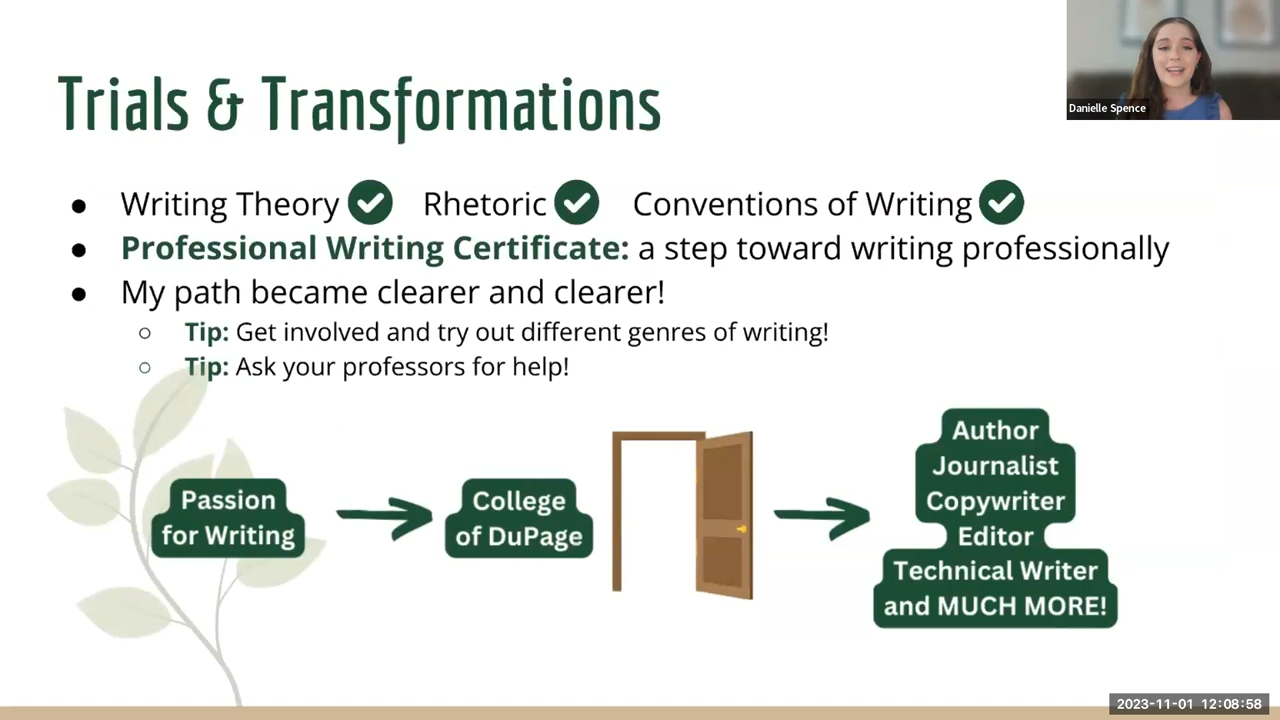 Danielle Spence
Trials & Transformations
● Writing Theory Rhetoric Conventions of Writing
● Professional Writing Certificate: a step toward writing professionally
● My path became clearer and clearer!
○ Tip: Get involved and try out different genres of writing!
○ Tip: Ask your professors for help!
Passion
for Writing
College
of DuPage
Author
Journalist
Copywriter
Editor
Technical Writer
and MUCH MORE!
2023-11-01 12:08:58